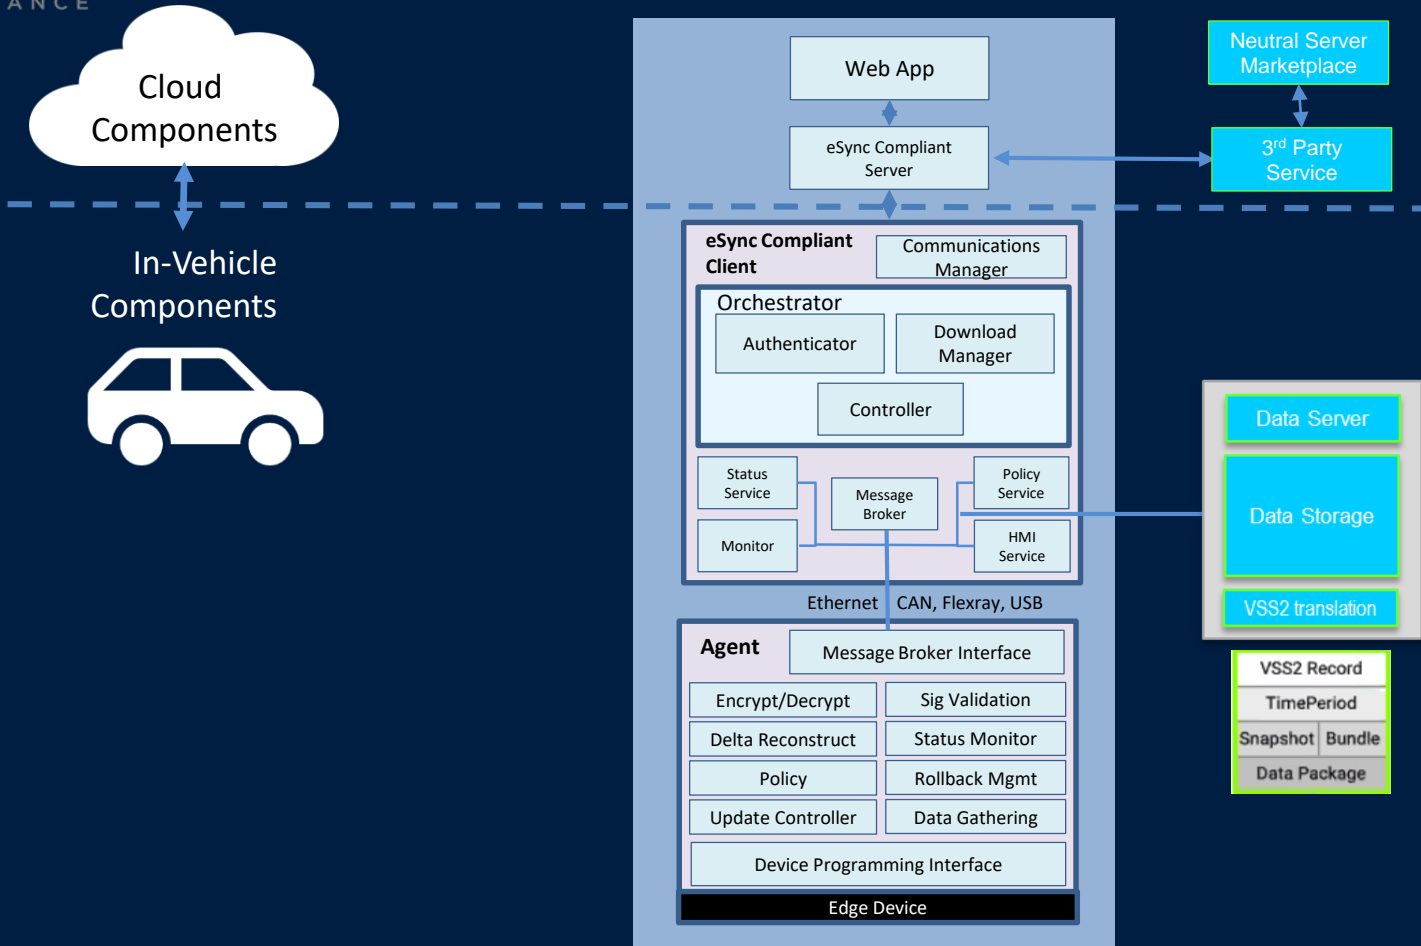 ANCE
Cloud
Components
In-Vehicle
Components
Web App
eSync Compliant
Server
Neutral Server
Marketplace
3rd Party
Service
eSync Compliant
Client
Communications
Manager
Orchestrator
Authenticator
Download
Manager
Controller
Status
Service
Message
Broker
Policy
Service
Monitor
HMI
Service
Ethernet
CAN, Flexray, USB
Agent
Message Broker Interface
Encrypt/Decrypt
Sig Validation
Delta Reconstruct
Status Monitor
Policy
Rollback Mgmt
Update Controller
Data Gathering
Device Programming Interface
Edge Device
Data Server
Data Storage
VSS2 translation
VSS2 Record
TimePeriod
Snapshot
Bundle
Data Package